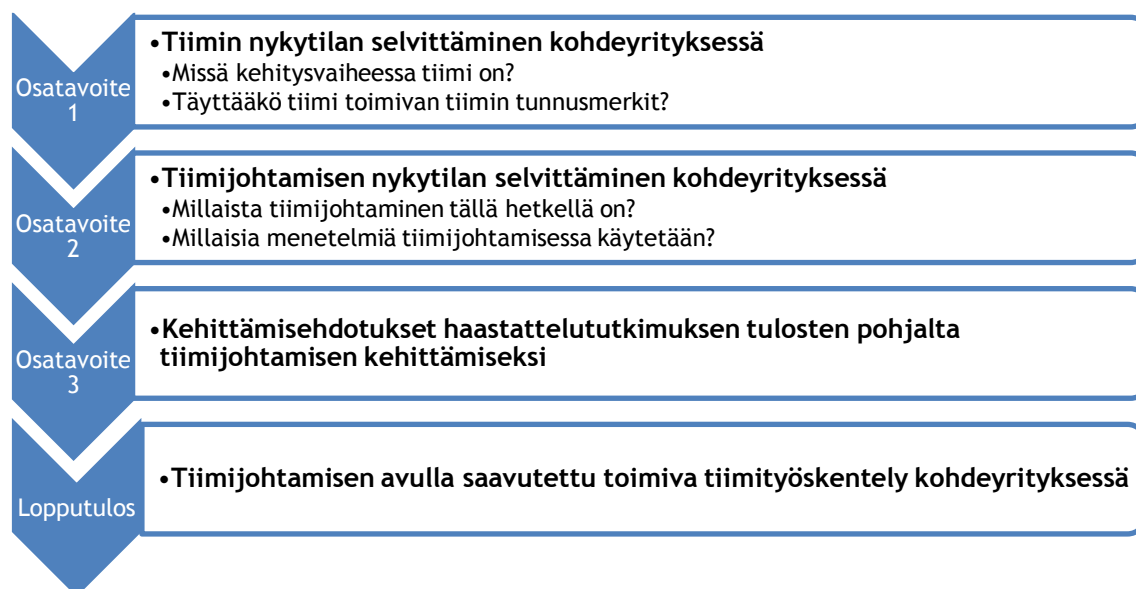 Osatavoite
1
•Tiimin nykytilan selvittäminen kohdeyrityksessä
•Missä kehitysvaiheessa tiimi on?
•Täyttääkö tiimi toimivan tiimin tunnusmerkit?
Osatavoite
2
•Tiimijohtamisen nykytilan selvittäminen kohdeyrityksessä
•Millaista tiimijohtaminen tällä hetkellä on?
•Millaisia menetelmiä tiimijohtamisessa käytetään?
Osatavoite
3
•Kehittämisehdotukset haastattelututkimuksen tulosten pohjalta
tiimijohtamisen kehittämiseksi
Lopputulos
•Tiimijohtamisen avulla saavutettu toimiva tiimityöskentely kohdeyrityksessä